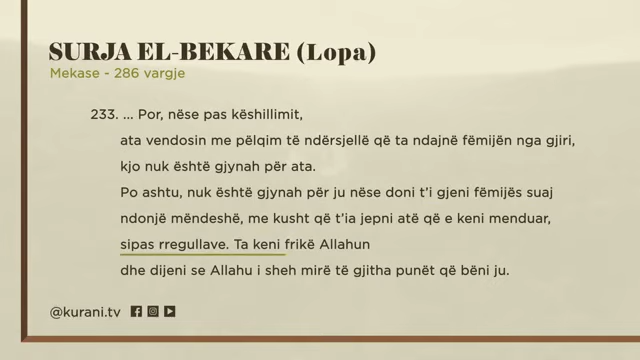 SURJA EL-BEKARE (Lopa)
Mekase - 286 vargje
233. ... Por, nëse pas këshillimit,
ata vendosin me pëlqim të ndërsjellë që ta ndajnë fëmijën nga gjiri,
kjo nuk është gjynah për ata.
Po ashtu, nuk është gjynah për ju nëse doni t'i gjeni fëmijës suaj
ndonjë mëndeshë, me kusht që t'ia jepni atë që e keni menduar,
sipas rregullave. Ta keni frikë Allahun
dhe dijeni se Allahu i sheh mirë të gjitha punët që bëni ju.
@kurani.tv